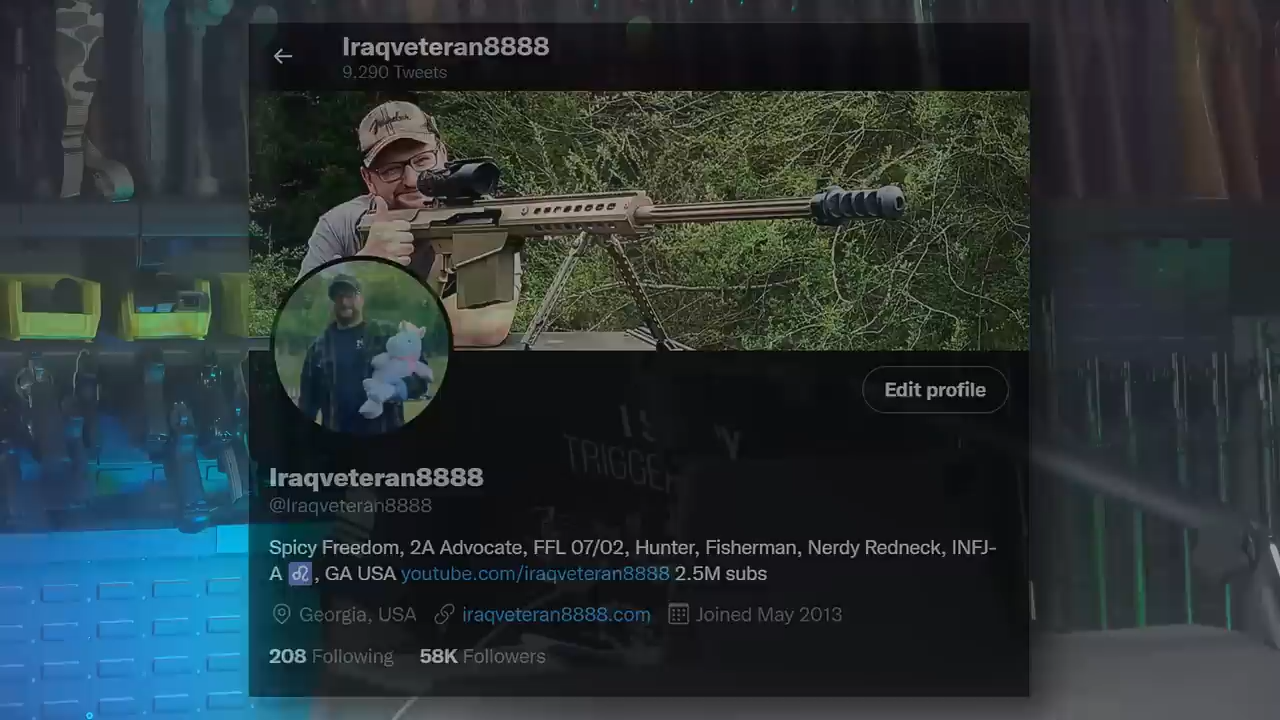 Iraqveteran8888
9,290 Tweets
Edit profile
TRIGGER
Iraqveteran8888
@Iraqveteran8888
Spicy Freedom, 2A Advocate, FFL 07/02, Hunter, Fisherman, Nerdy Redneck, INFJ-
A ♌, GA USA youtube.com/iraqveteran8888 2.5M subs
Georgia, USA iraqveteran8888.com Joined May 2013
208 Following 58K Followers